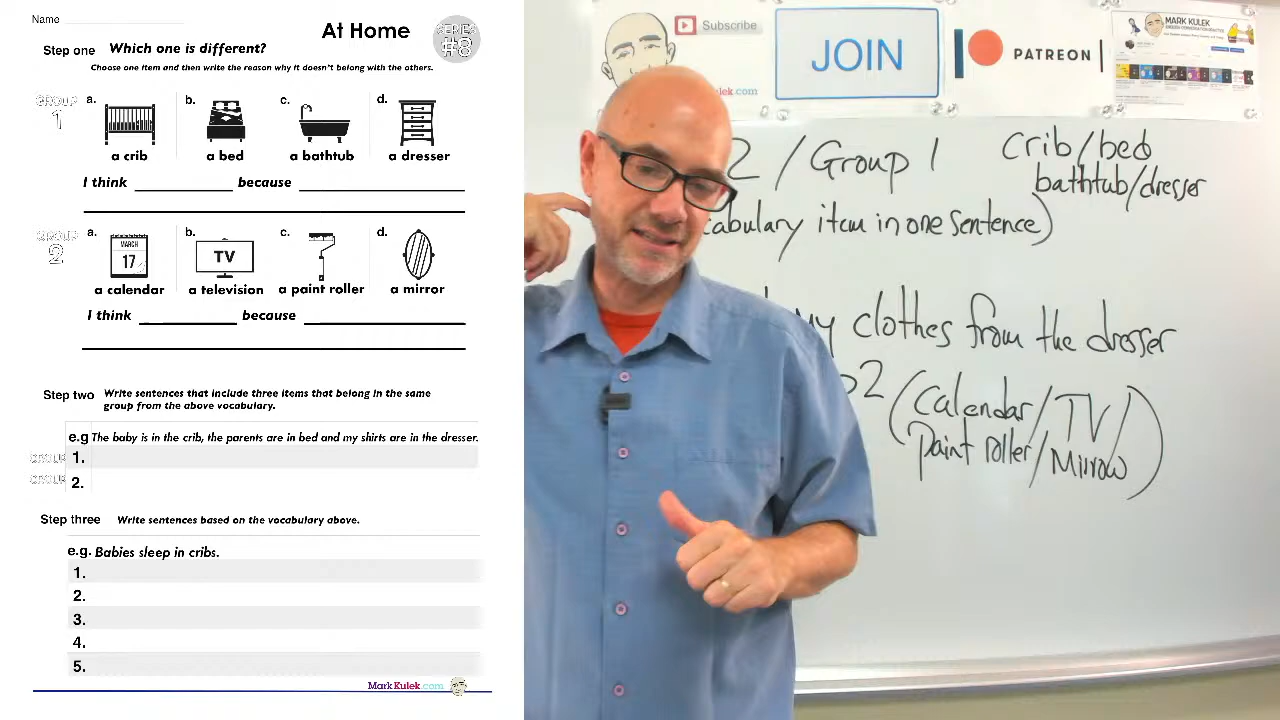 Name
At Home
Step one Which one is different?
Choose one item and then write the reason why it doesn't belong with the others.
GROUP 1
a. b. c. d.
a crib a bed a bathtub a dresser
I think because
GROUP 2
a. b. c. d.
MARCH
17
TV
a calendar a television a paint roller a mirror
I think because
Step two Write sentences that include three items that belong in the same
group from the above vocabulary.
e.g The baby is in the crib, the parents are in bed and my shirts are in the dresser.
GROUP 1.
GROUP 2.
Step three Write sentences based on the vocabulary above.
e.g. Babies sleep in cribs.
1.
2.
3.
4.
5.
MarkKulek.com
Subscribe
JOIN
PATREON
MARK KULEK
ulek.com
2 / Group 1 crib/bed
bathtub/dresser
cabulary item in one sentence)
my clothes from the dresser
p2 (Calendar/TV/
paint roller/Mirrow)